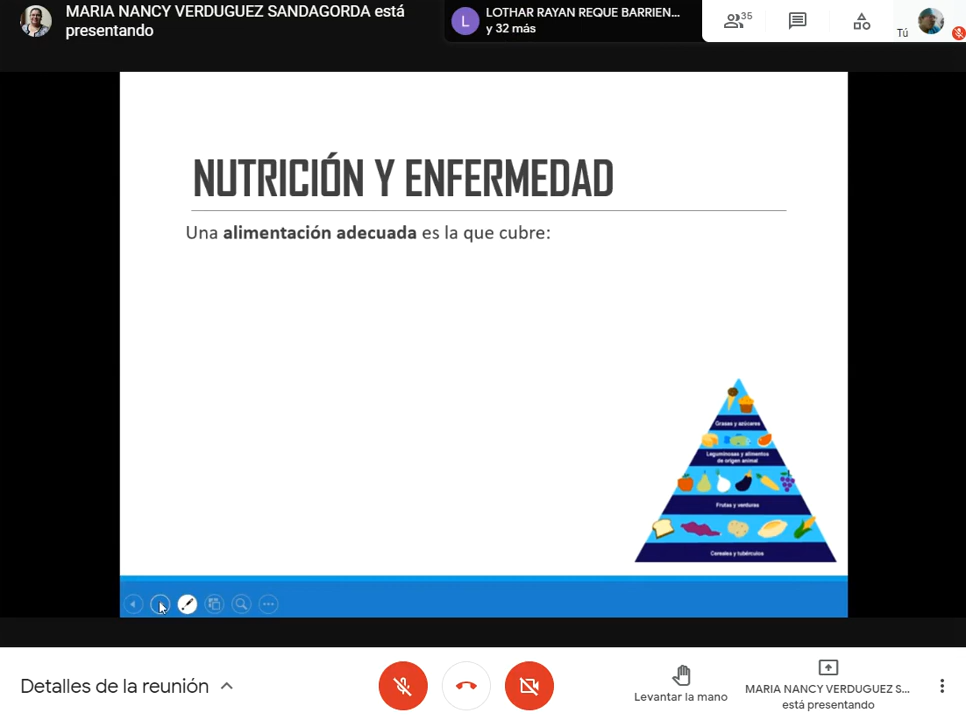 MARIA NANCY VERDUGUEZ SANDAGORDA está
presentando
L
LOTHAR RAYAN REQUE BARRIEN...
y 32 más
35
Tú
NUTRICIÓN Y ENFERMEDAD
Una alimentación adecuada es la que cubre:
Grasas y azúcares
Leguminosas y alimentos
de origen animal
Frutas y verturas
Cereales y tubérculos
Detalles de la reunión
Levantar la mano
MARIA NANCY VERDUGUEZ S...
está presentando